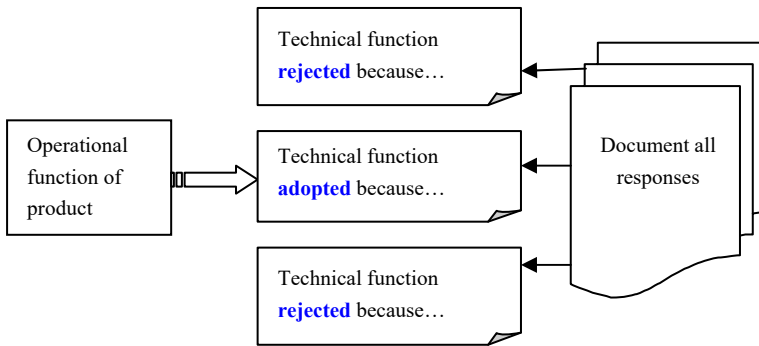 Technical function
rejected because…
Operational
function of
product
Technical function
adopted because…
Document all
responses
Technical function
rejected because…